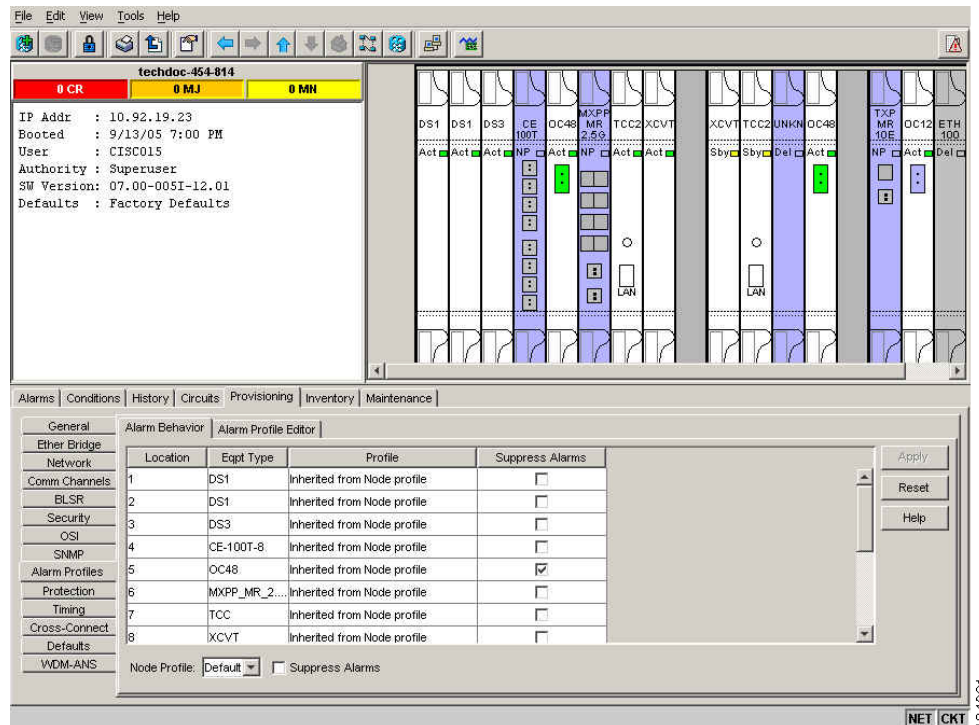 File Edit View Tools Help
techdoc-454-814
0 CR 0 MJ 0 MN
IP Addr : 10.92.19.23
Booted : 9/13/05 7:00 PM
User : CISCO15
Authority : Superuser
SW Version: 07.00-005I-12.01
Defaults : Factory Defaults
DS1 DS1 DS3 CE 100T OC48 MXPP MR 2.5G TCC2 XCVT XCVT TCC2 UNKN OC48 TXP MR 10E OC12 ETH 100
Act Act Act NP Act NP Act Act Sby Sby Del Act NP Act Del
LAN LAN
Alarms Conditions History Circuits Provisioning Inventory Maintenance
General
Ether Bridge
Network
Comm Channels
BLSR
Security
OSI
SNMP
Alarm Profiles
Protection
Timing
Cross-Connect
Defaults
WDM-ANS
Alarm Behavior Alarm Profile Editor
Location Eqpt Type Profile Suppress Alarms
1 DS1 Inherited from Node profile
2 DS1 Inherited from Node profile
3 DS3 Inherited from Node profile
4 CE-100T-8 Inherited from Node profile
5 OC48 Inherited from Node profile
6 MXPP_MR_2.... Inherited from Node profile
7 TCC Inherited from Node profile
8 XCVT Inherited from Node profile
Node Profile: Default Suppress Alarms
Apply
Reset
Help
NET CKT